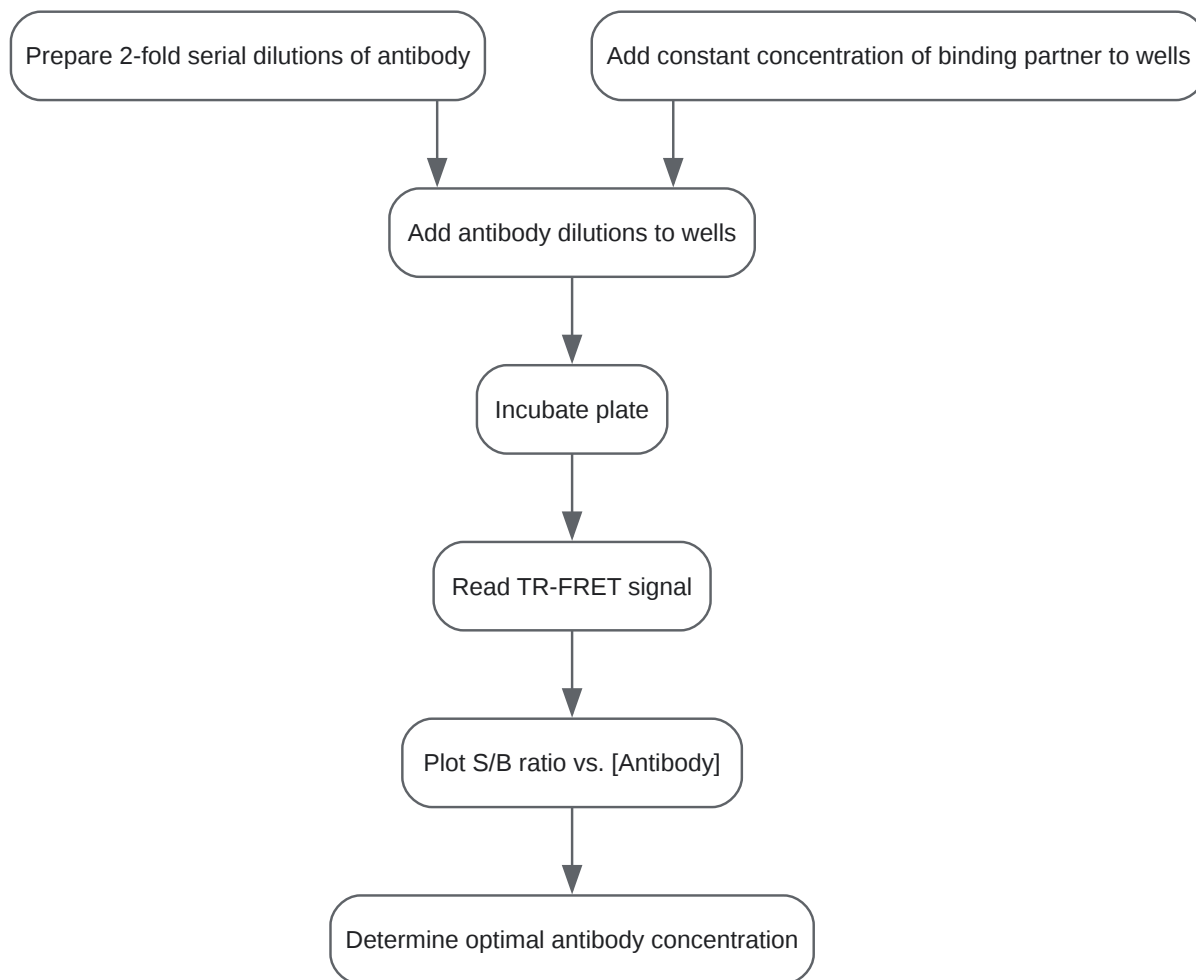 Prepare 2-fold serial dilutions of antibody
Add constant concentration of binding partner to wells
Add antibody dilutions to wells
Incubate plate
Read TR-FRET signal
Plot S/B ratio vs. [Antibody]
Determine optimal antibody concentration